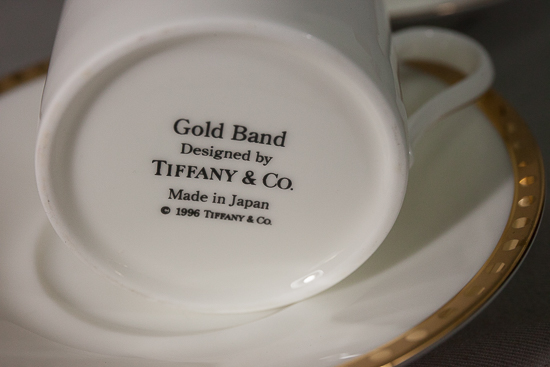 Gold Band
Designed by
TIFFANY & CO.
Made in Japan
© 1996 TIFFANY & CO.